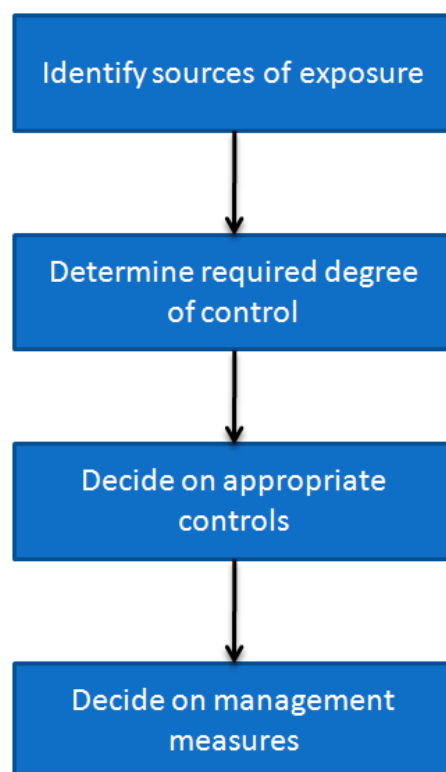 Identify sources of exposure
Determine required degree
of control
Decide on appropriate
controls
Decide on management
measures